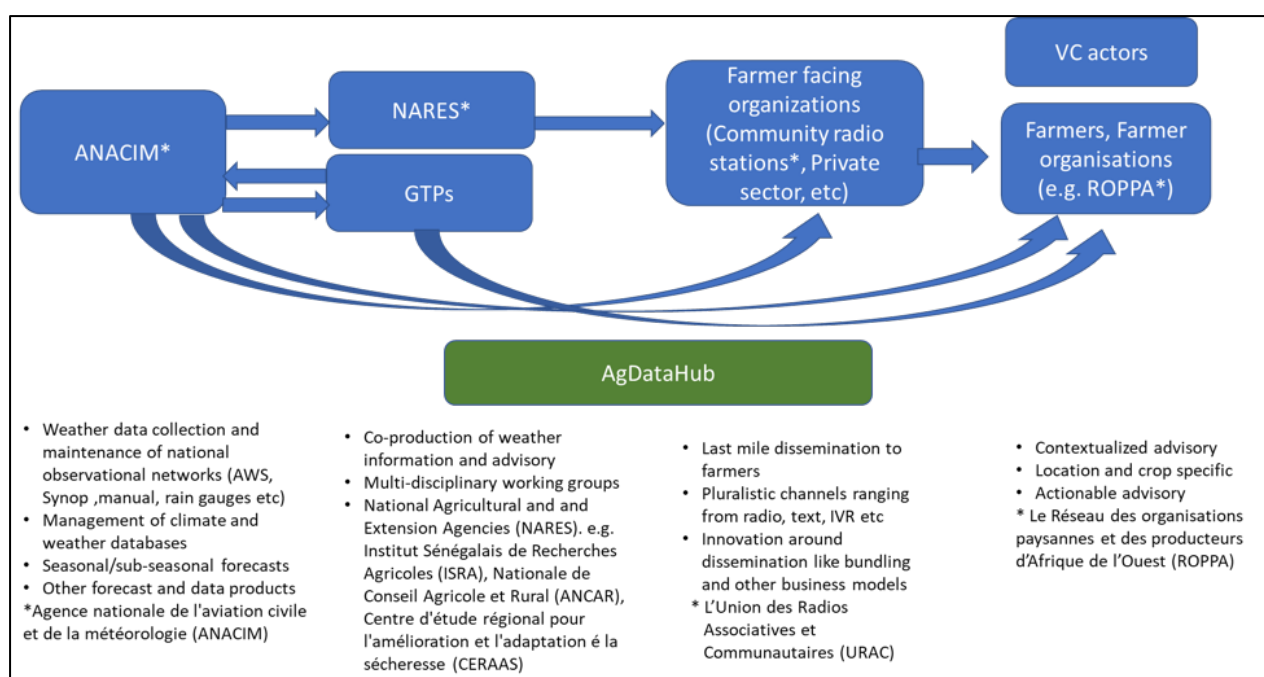 ANACIM*
NARES*
GTPs
Farmer facing
organizations
(Community radio
stations*, Private
sector, etc)
VC actors
Farmers, Farmer
organisations
(e.g. ROPPA*)
AgDataHub
• Weather data collection and
maintenance of national
observational networks (AWS,
Synop ,manual, rain gauges etc)
• Management of climate and
weather databases
• Seasonal/sub-seasonal forecasts
• Other forecast and data products
*Agence nationale de l'aviation civile
et de la météorologie (ANACIM)
• Co-production of weather
information and advisory
• Multi-disciplinary working groups
• National Agricultural and and
Extension Agencies (NARES). e.g.
Institut Sénégalais de Recherches
Agricoles (ISRA), Nationale de
Conseil Agricole et Rural (ANCAR),
Centre d'étude régional pour
l'amélioration et l'adaptation é la
sécheresse (CERAAS)
• Last mile dissemination to
farmers
• Pluralistic channels ranging
from radio, text, IVR etc
• Innovation around
dissemination like bundling
and other business models
* L'Union des Radios
Associatives et
Communautaires (URAC)
• Contextualized advisory
• Location and crop specific
• Actionable advisory
* Le Réseau des organisations
paysannes et des producteurs
d'Afrique de l'Ouest (ROPPA)